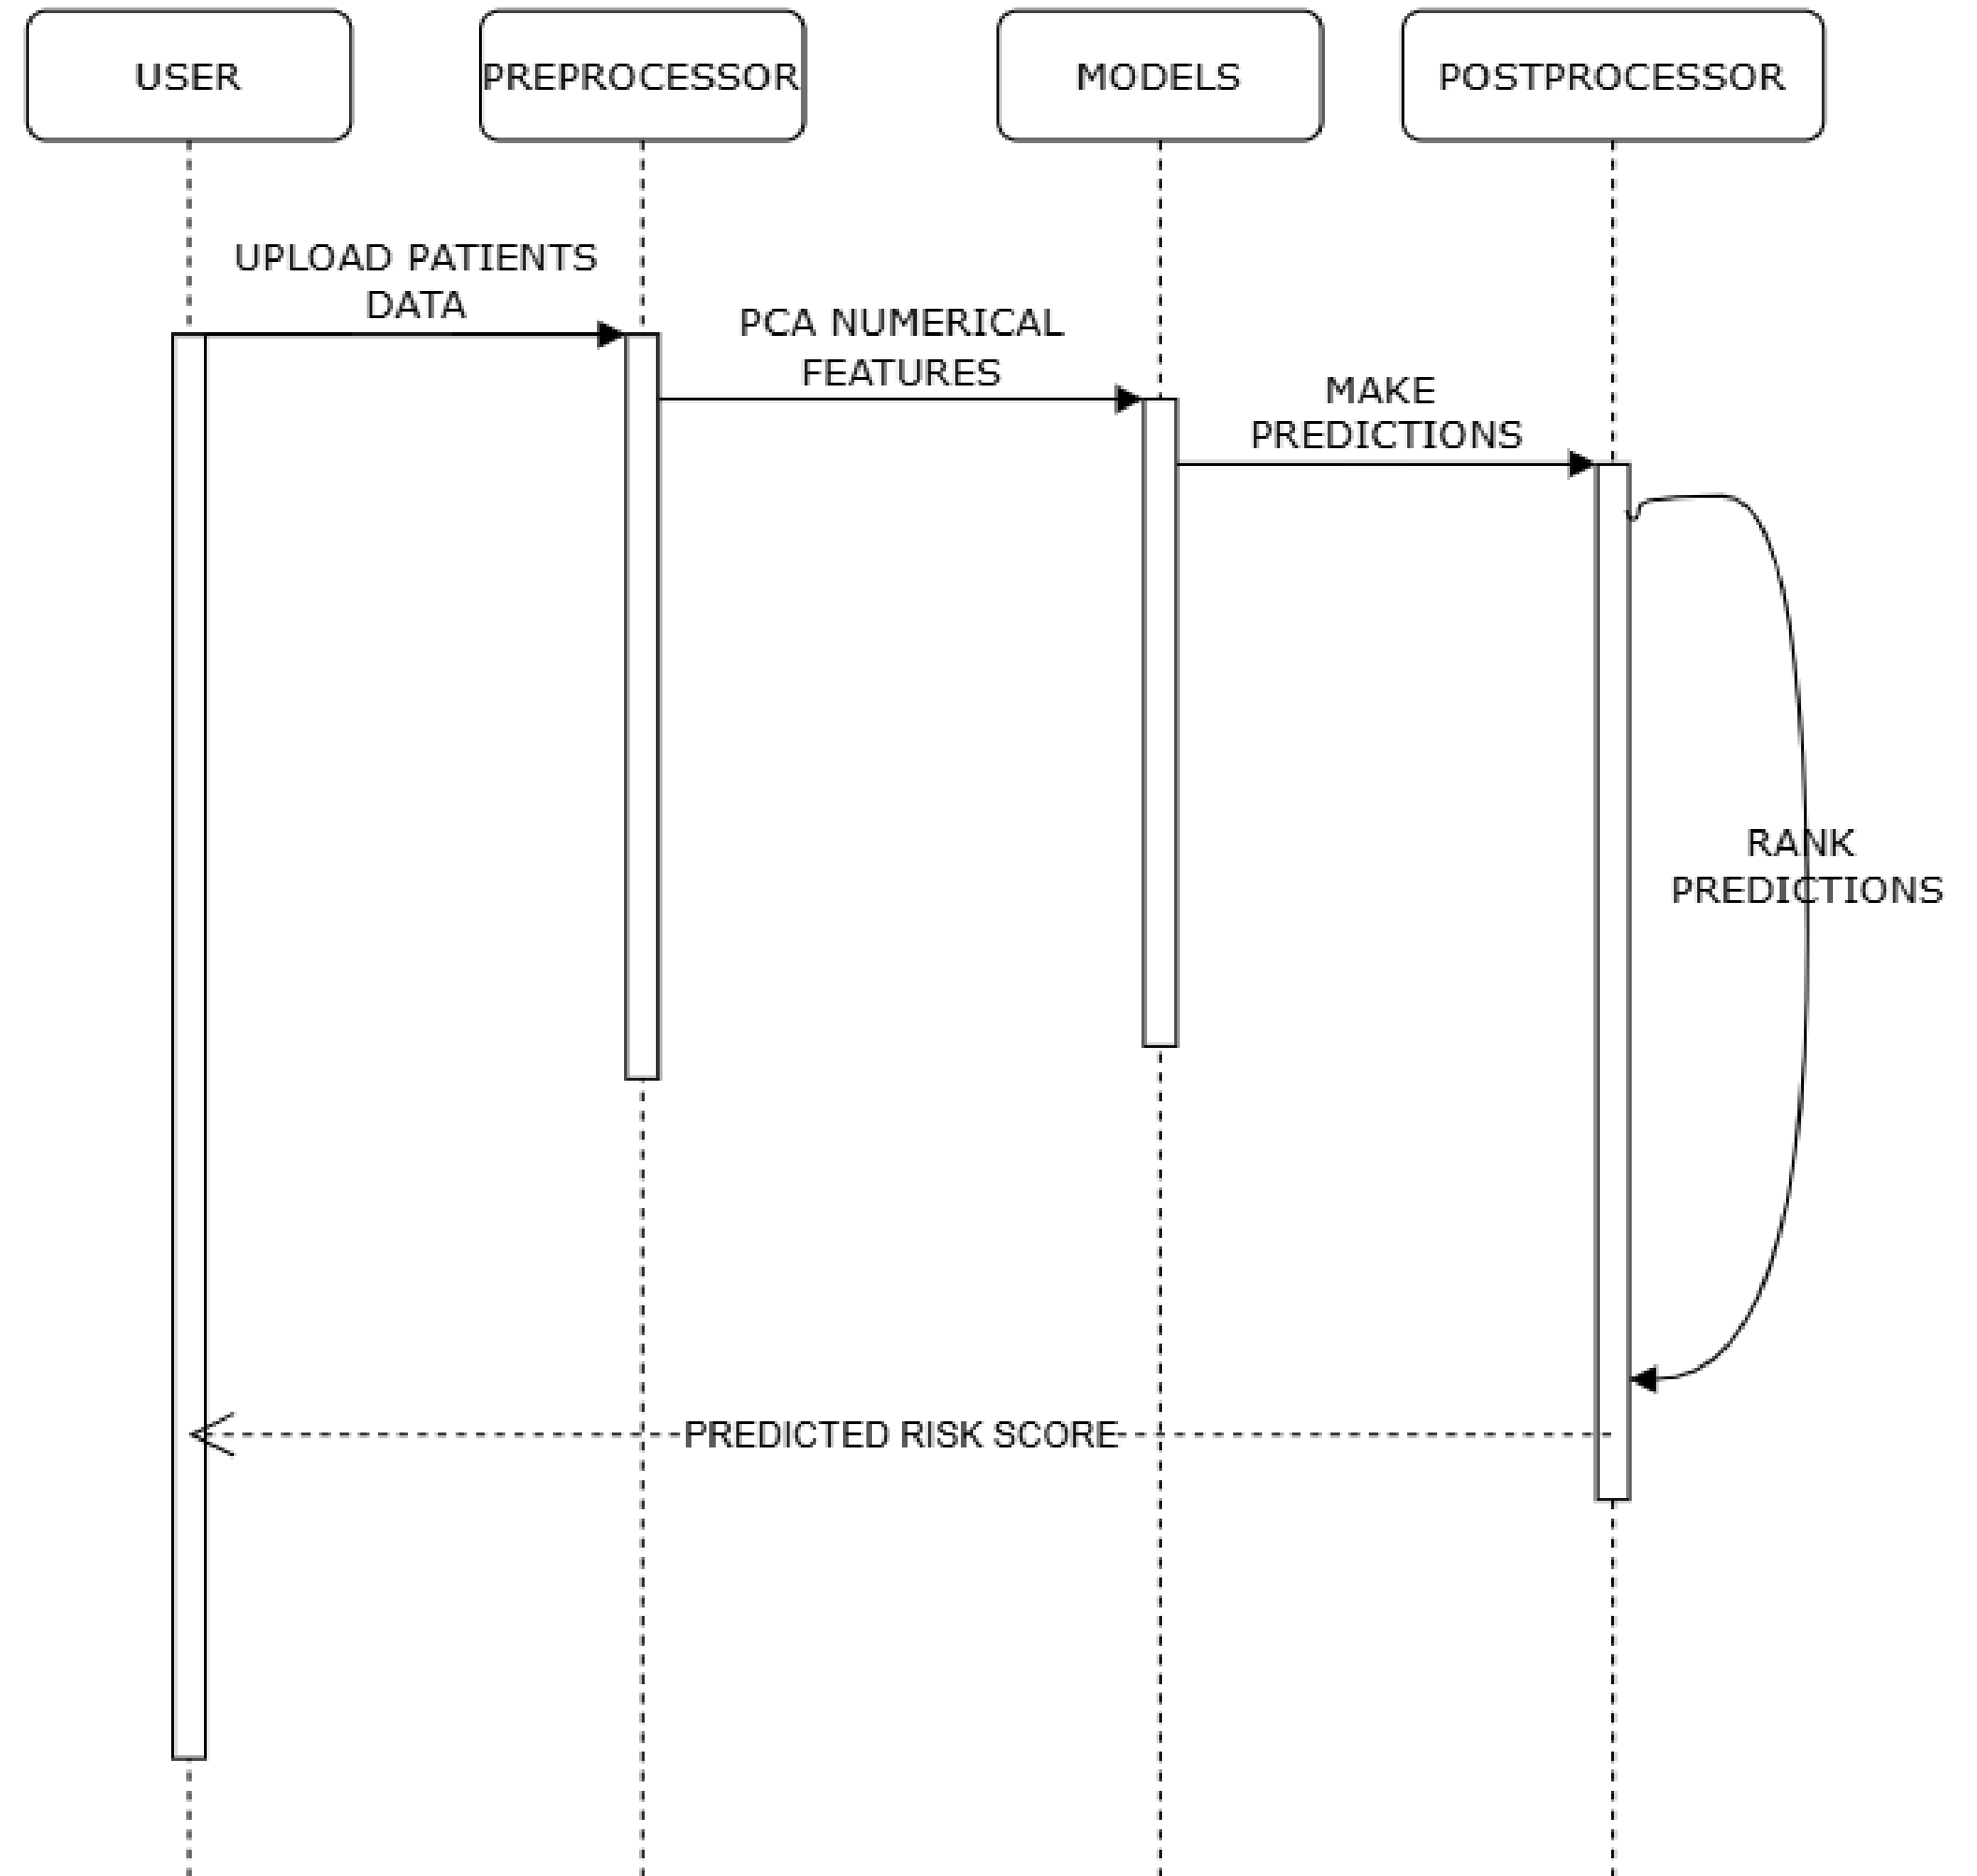 USER
PREPROCESSOR
MODELS
POSTPROCESSOR
UPLOAD PATIENTS
DATA
PCA NUMERICAL
FEATURES
MAKE
PREDICTIONS
RANK
PREDICTIONS
PREDICTED RISK SCORE